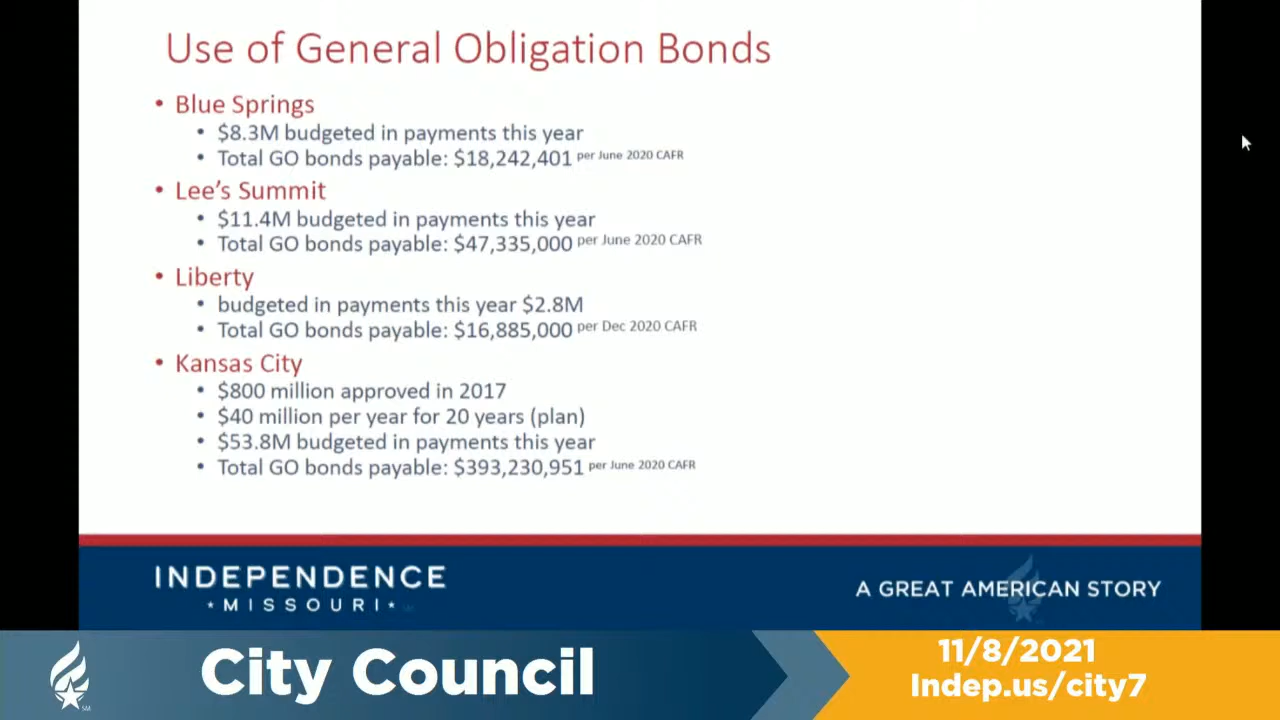 Use of General Obligation Bonds
• Blue Springs
• $8.3M budgeted in payments this year
• Total GO bonds payable: $18,242,401 per June 2020 CAFR
• Lee's Summit
• $11.4M budgeted in payments this year
• Total GO bonds payable: $47,335,000 per June 2020 CAFR
• Liberty
• budgeted in payments this year $2.8M
• Total GO bonds payable: $16,885,000 per Dec 2020 CAFR
• Kansas City
• $800 million approved in 2017
• $40 million per year for 20 years (plan)
• $53.8M budgeted in payments this year
• Total GO bonds payable: $393,230,951 per June 2020 CAFR
INDEPENDENCE
★ MISSOURI ★
A GREAT AMERICAN STORY
City Council
11/8/2021
Indep.us/city7
SM